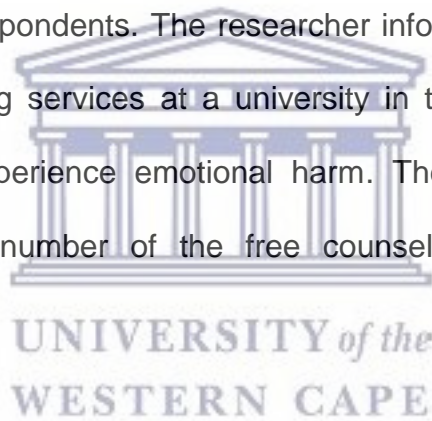 pondents. The researcher info
g services at a university in t
perience emotional harm. The
number of the free counsel
UNIVERSITY of the
WESTERN CAPE